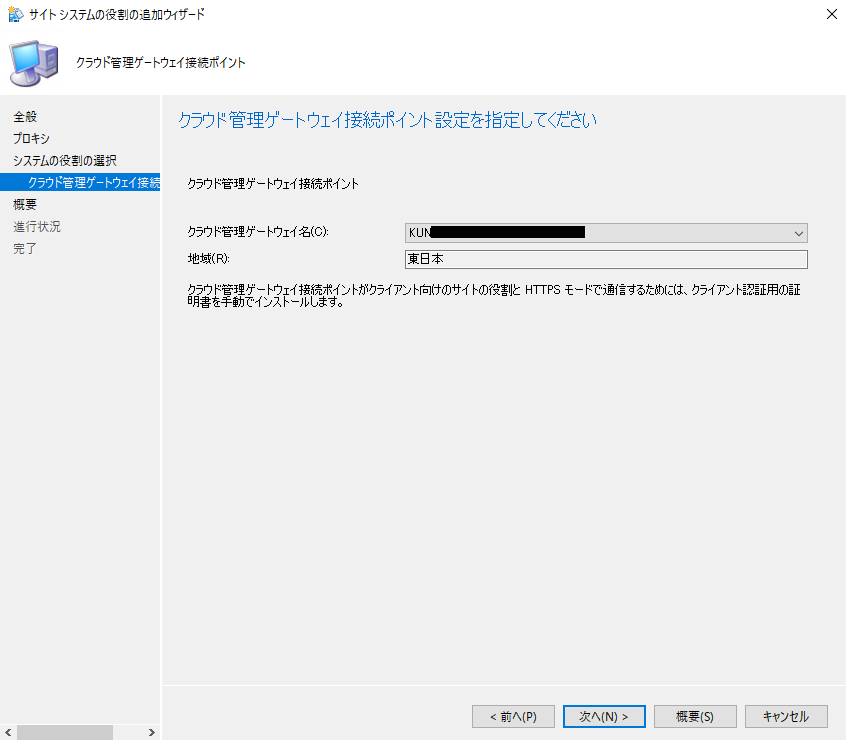 サイト システムの役割の追加ウィザード
クラウド管理ゲートウェイ接続ポイント
全般
プロキシ
システムの役割の選択
クラウド管理ゲートウェイ接続
概要
進行状況
完了
クラウド管理ゲートウェイ接続ポイント設定を指定してください
クラウド管理ゲートウェイ接続ポイント
クラウド管理ゲートウェイ名(C):
KUN
地域(R):
東日本
クラウド管理ゲートウェイ接続ポイントがクライアント向けのサイトの役割と HTTPS モードで通信するためには、クライアント認証用の証
明書を手動でインストールします。
< 前へ(P)
次へ(N) >
概要(S)
キャンセル